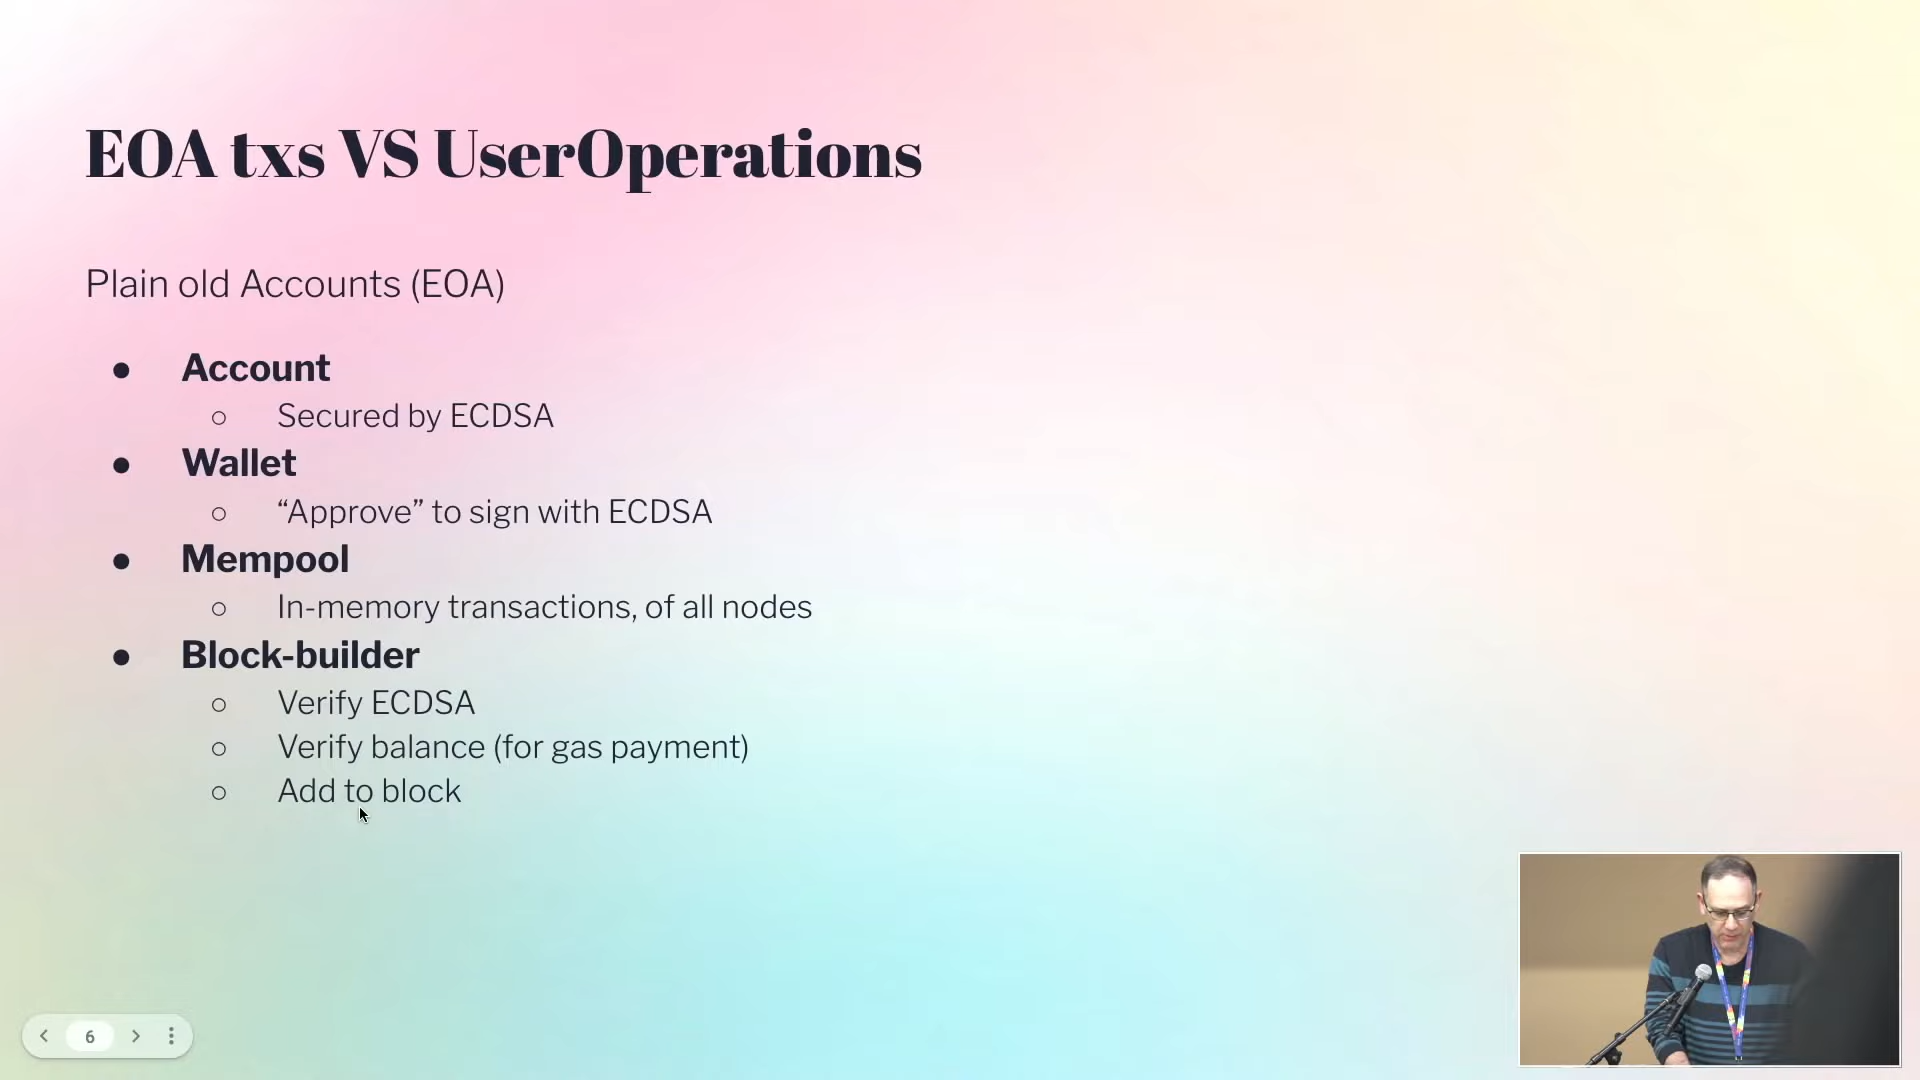 EOA txs VS UserOperations
Plain old Accounts (EOA)
● Account
○ Secured by ECDSA
● Wallet
○ “Approve” to sign with ECDSA
● Mempool
○ In-memory transactions, of all nodes
● Block-builder
○ Verify ECDSA
○ Verify balance (for gas payment)
○ Add to block
6